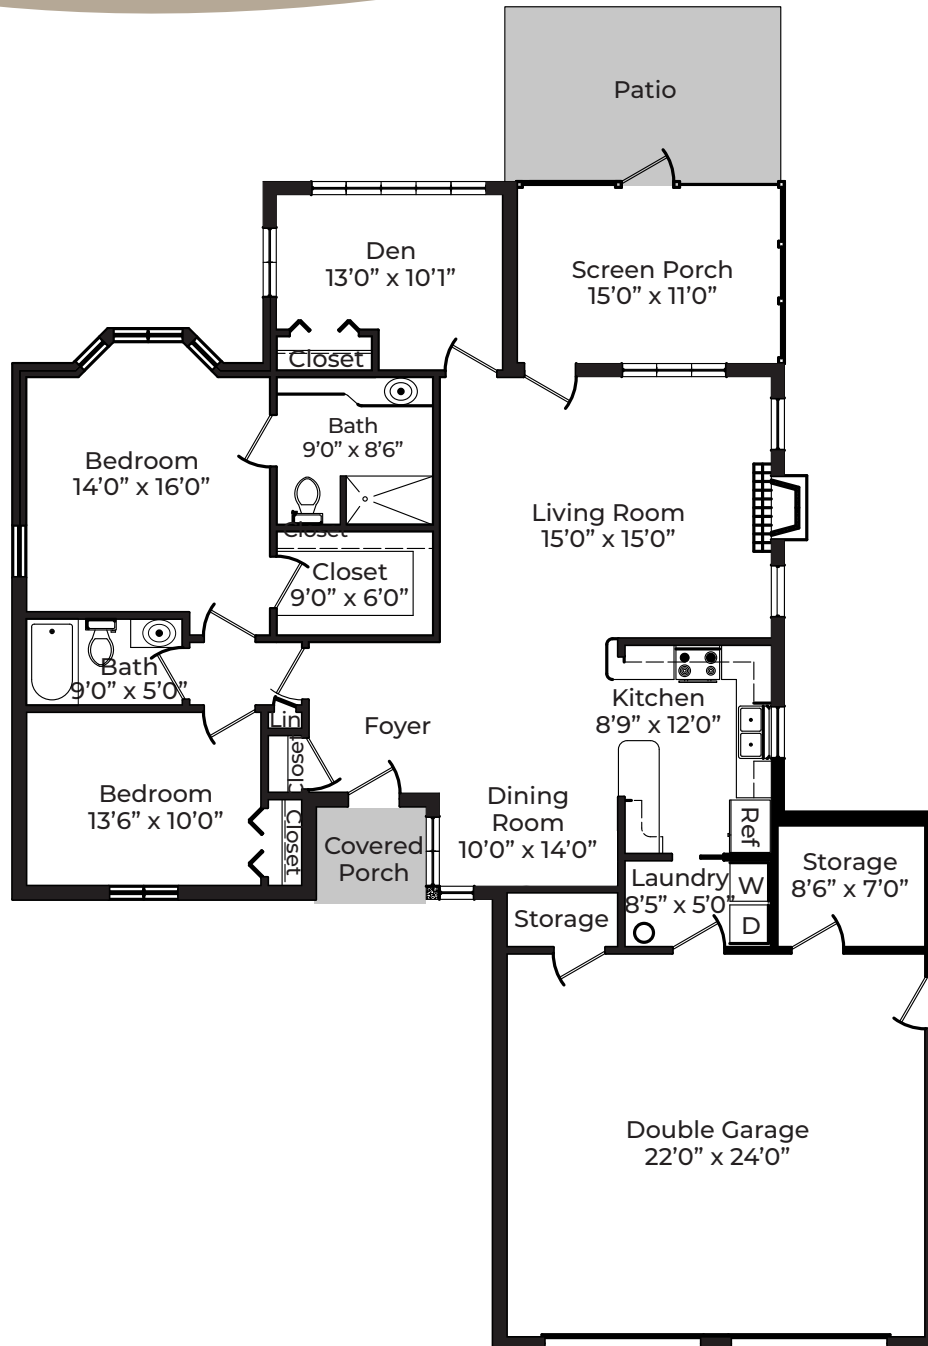 Patio
Den
13’0” x 10’1”
Screen Porch
15’0” x 11’0”
Closet
Bath
9’0” x 8’6”
Bedroom
14’0” x 16’0”
Living Room
15’0” x 15’0”
Closet
Closet
9’0” x 6’0”
Bath
9’0” x 5’0”
Kitchen
8’9” x 12’0”
Lin
Foyer
Closet
Bedroom
13’6” x 10’0”
Closet
Covered
Porch
Dining
Room
10’0” x 14’0”
Ref
Laundry
8’5” x 5’0”
W
D
Storage
8’6” x 7’0”
Storage
Double Garage
22’0” x 24’0”